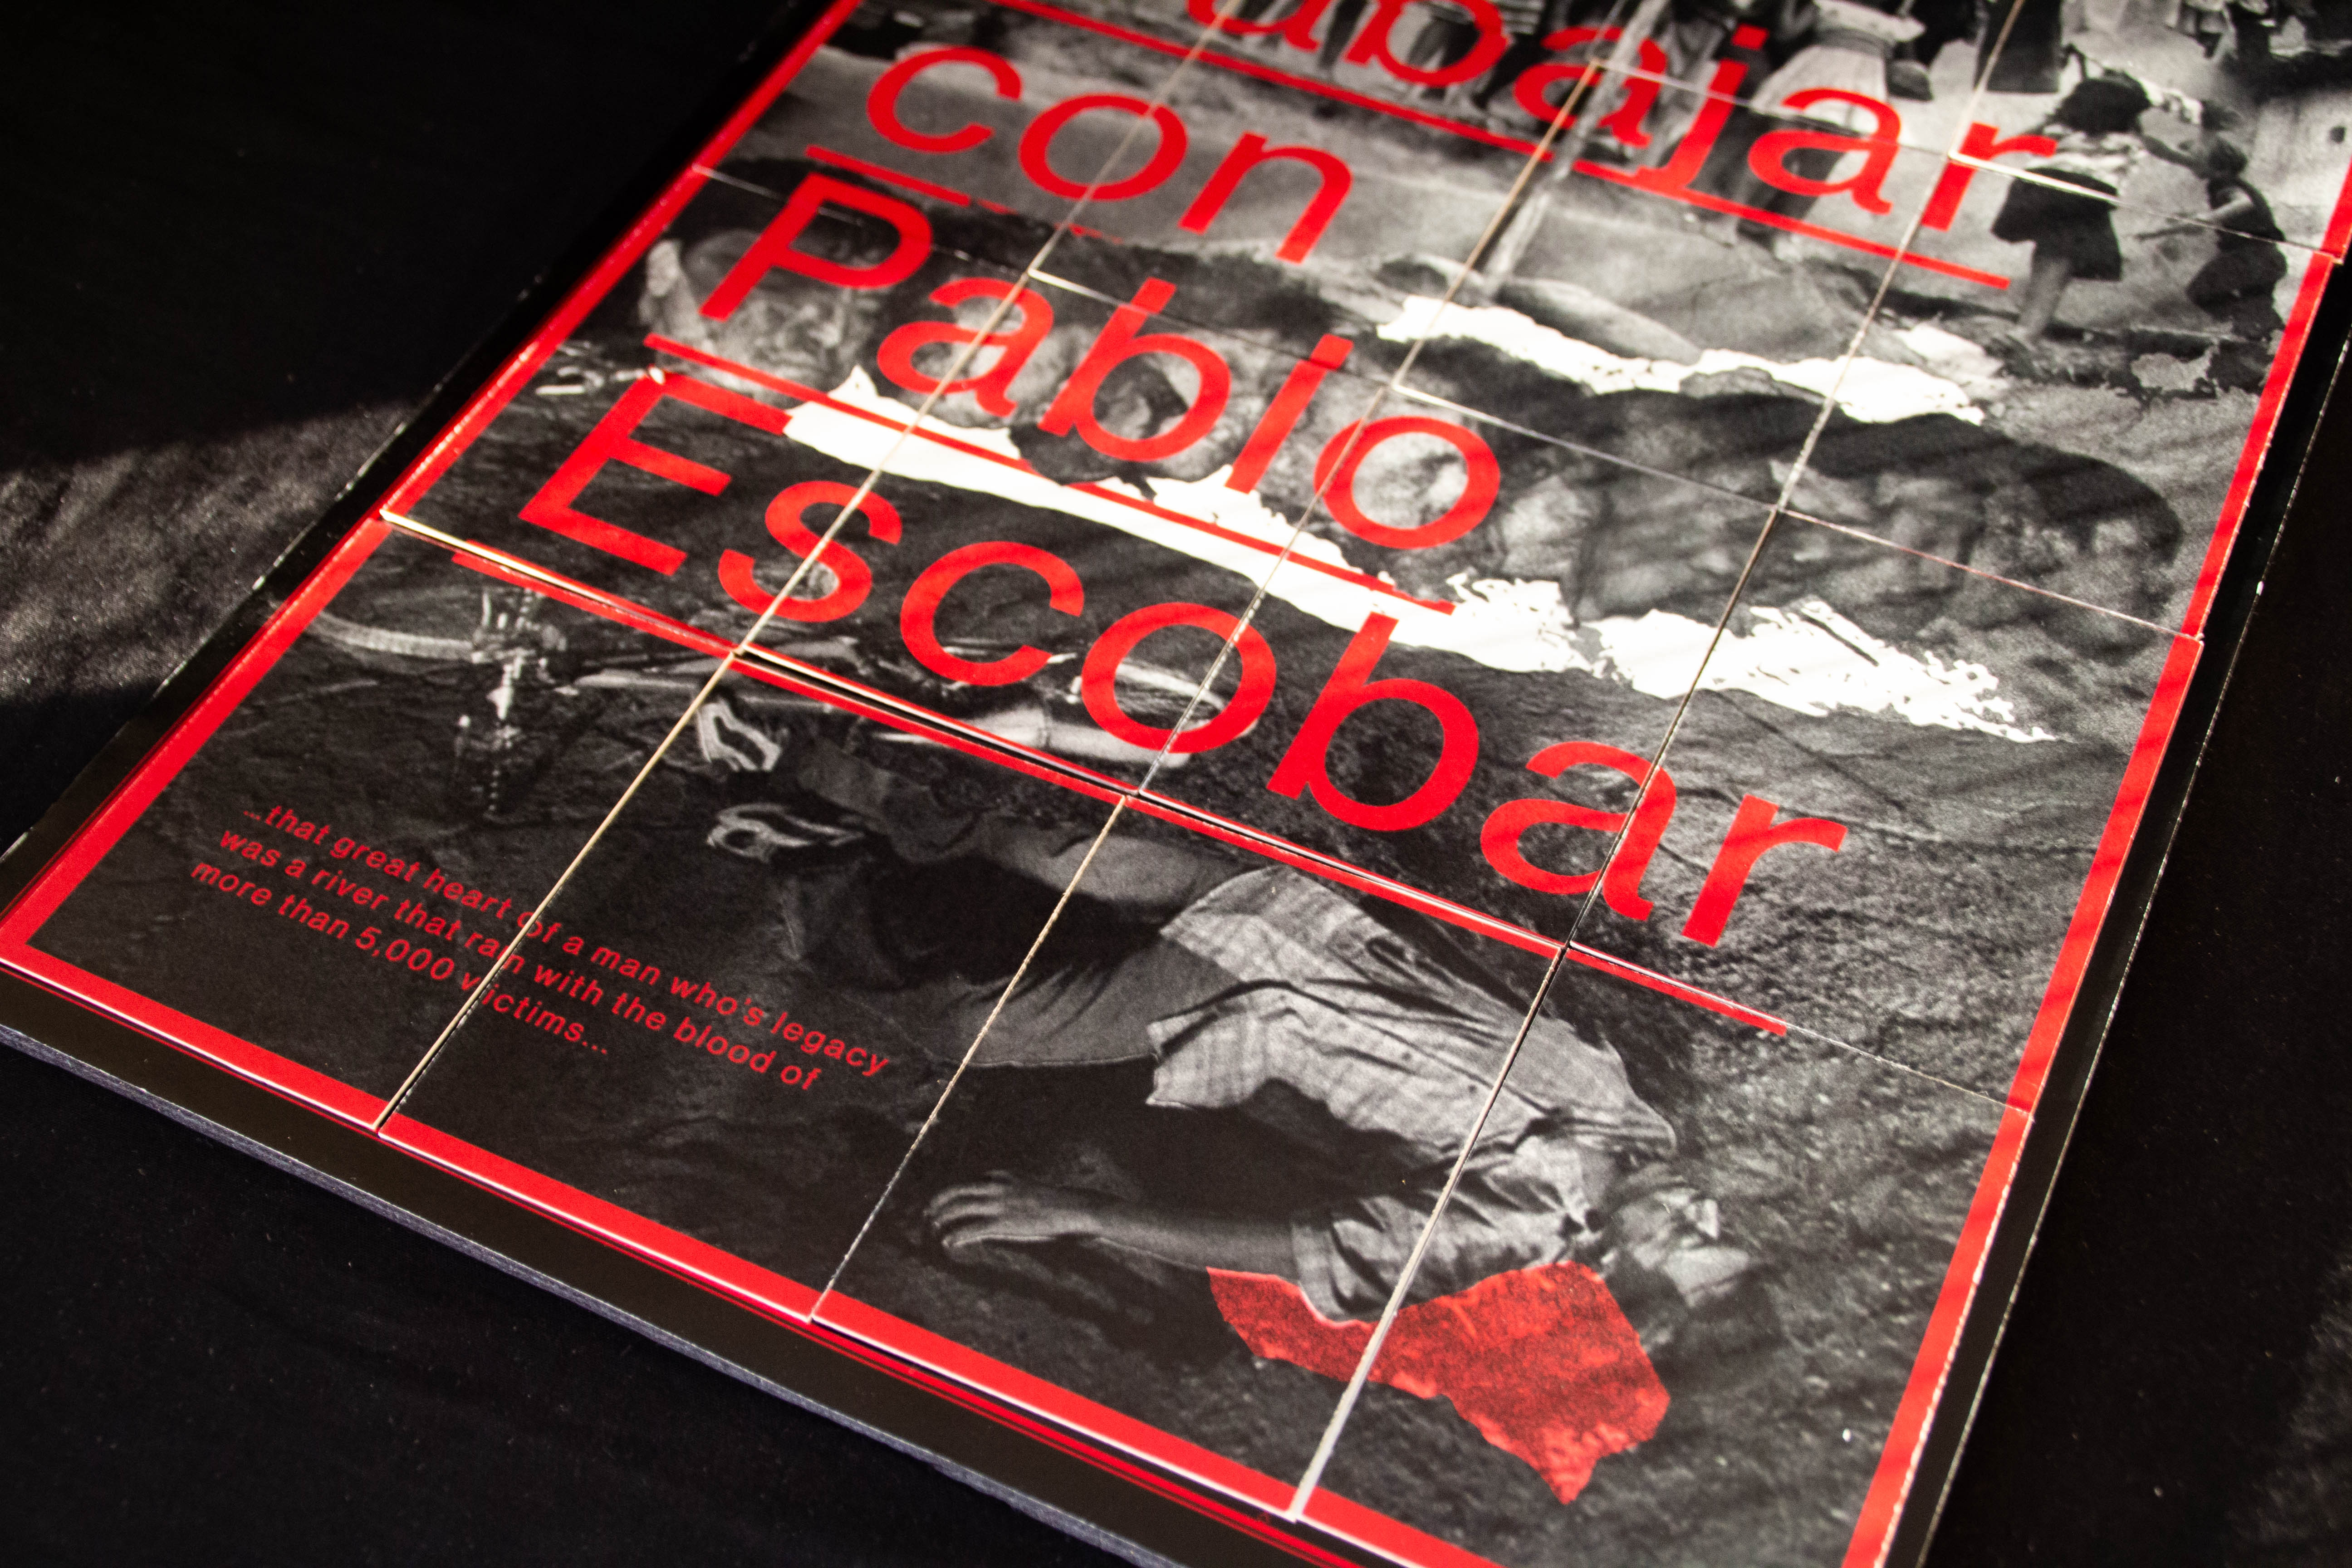 abajar
con
Pablo
Escobar
...that great heart of a man who's legacy
was a river that ran with the blood of
more than 5,000 victims...